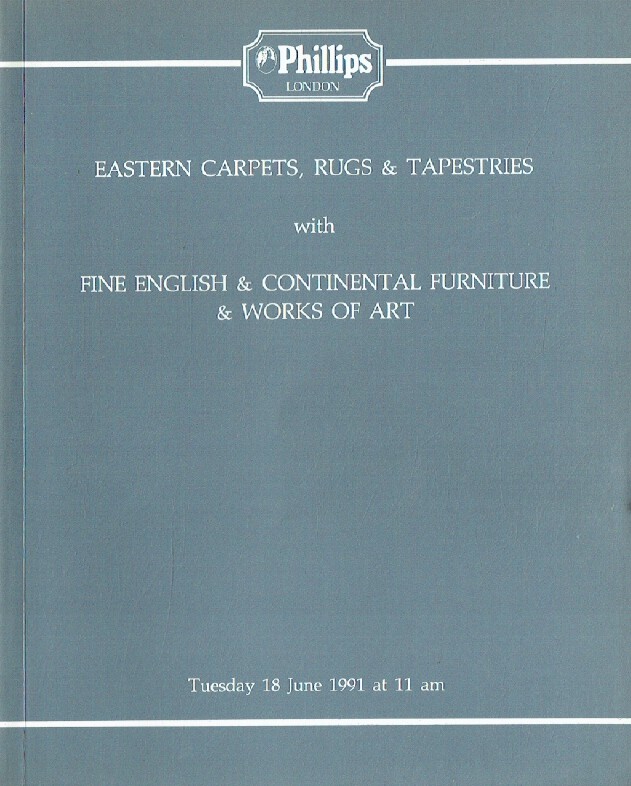 Phillips
LONDON
EASTERN CARPETS, RUGS & TAPESTRIES
with
FINE ENGLISH & CONTINENTAL FURNITURE
& WORKS OF ART
Tuesday 18 June 1991 at 11 am